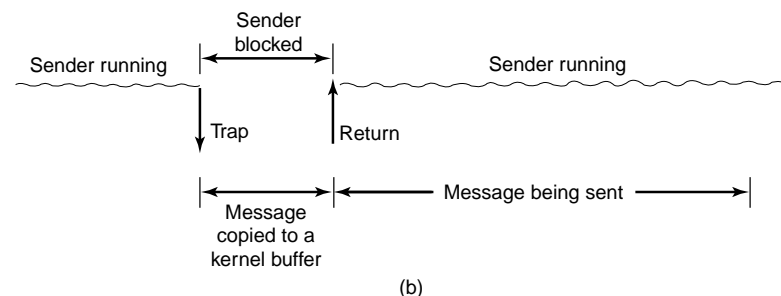 Sender
blocked
Sender running
Sender running
Trap
Return
Message being sent
Message
copied to a
kernel buffer
(b)